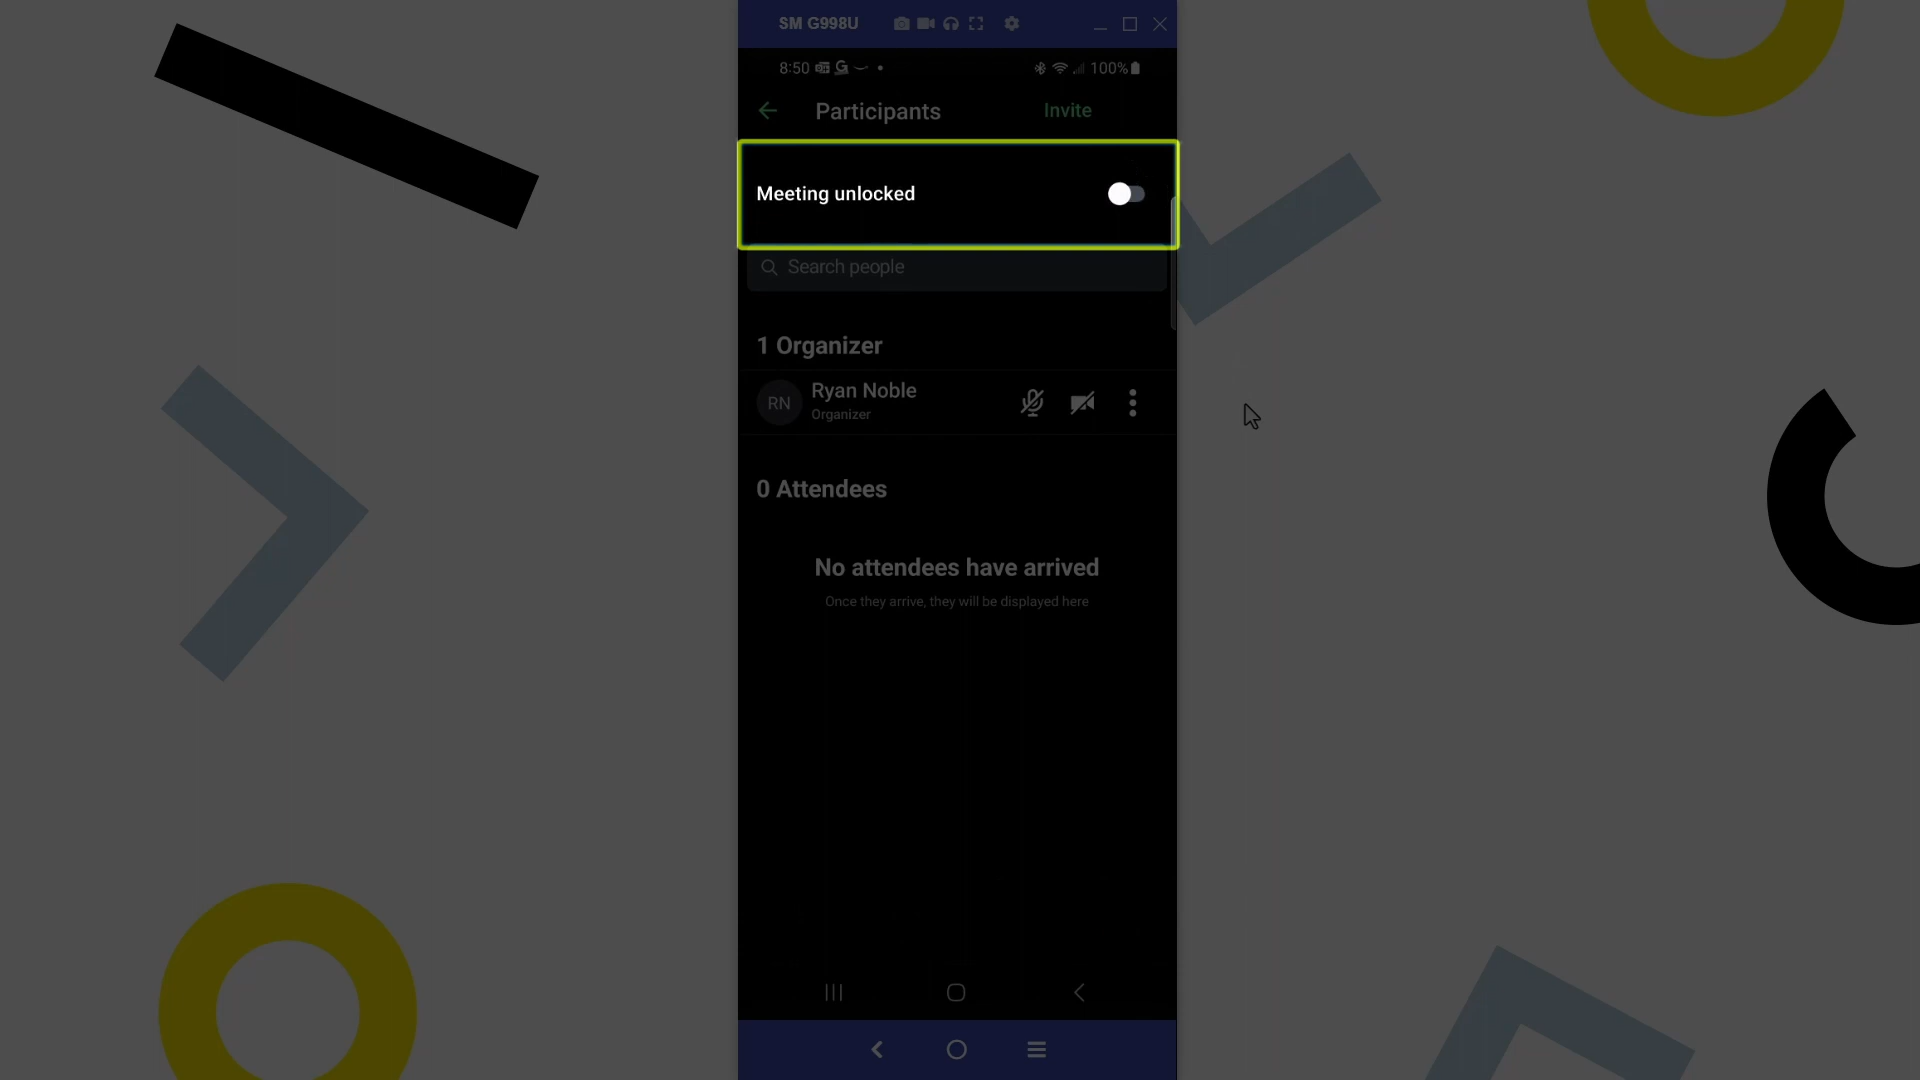 SM G998U
8:50
100%
Participants
Invite
Meeting unlocked
Search people
1 Organizer
RN
Ryan Noble
Organizer
0 Attendees
No attendees have arrived
Once they arrive, they will be displayed here